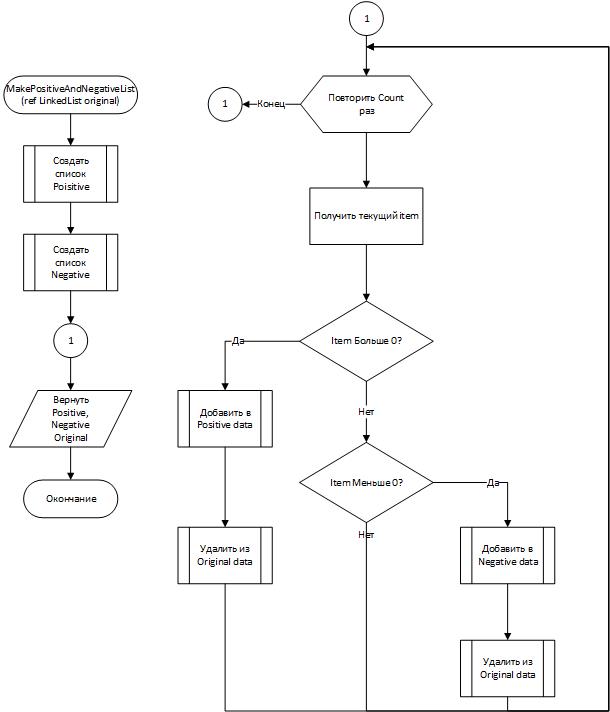 MakePositiveAndNegativeList
(ref LinkedList original)
Создать
список
Poisitive
Создать
список
Negative
1
Вернуть
Positive,
Negative
Original
Окончание
1
Повторить Count
раз
Конец
1
Получить текущий item
Item Больше 0?
Да
Нет
Добавить в
Positive data
Удалить из
Original data
Item Меньше 0?
Да
Нет
Добавить в
Negative data
Удалить из
Original data